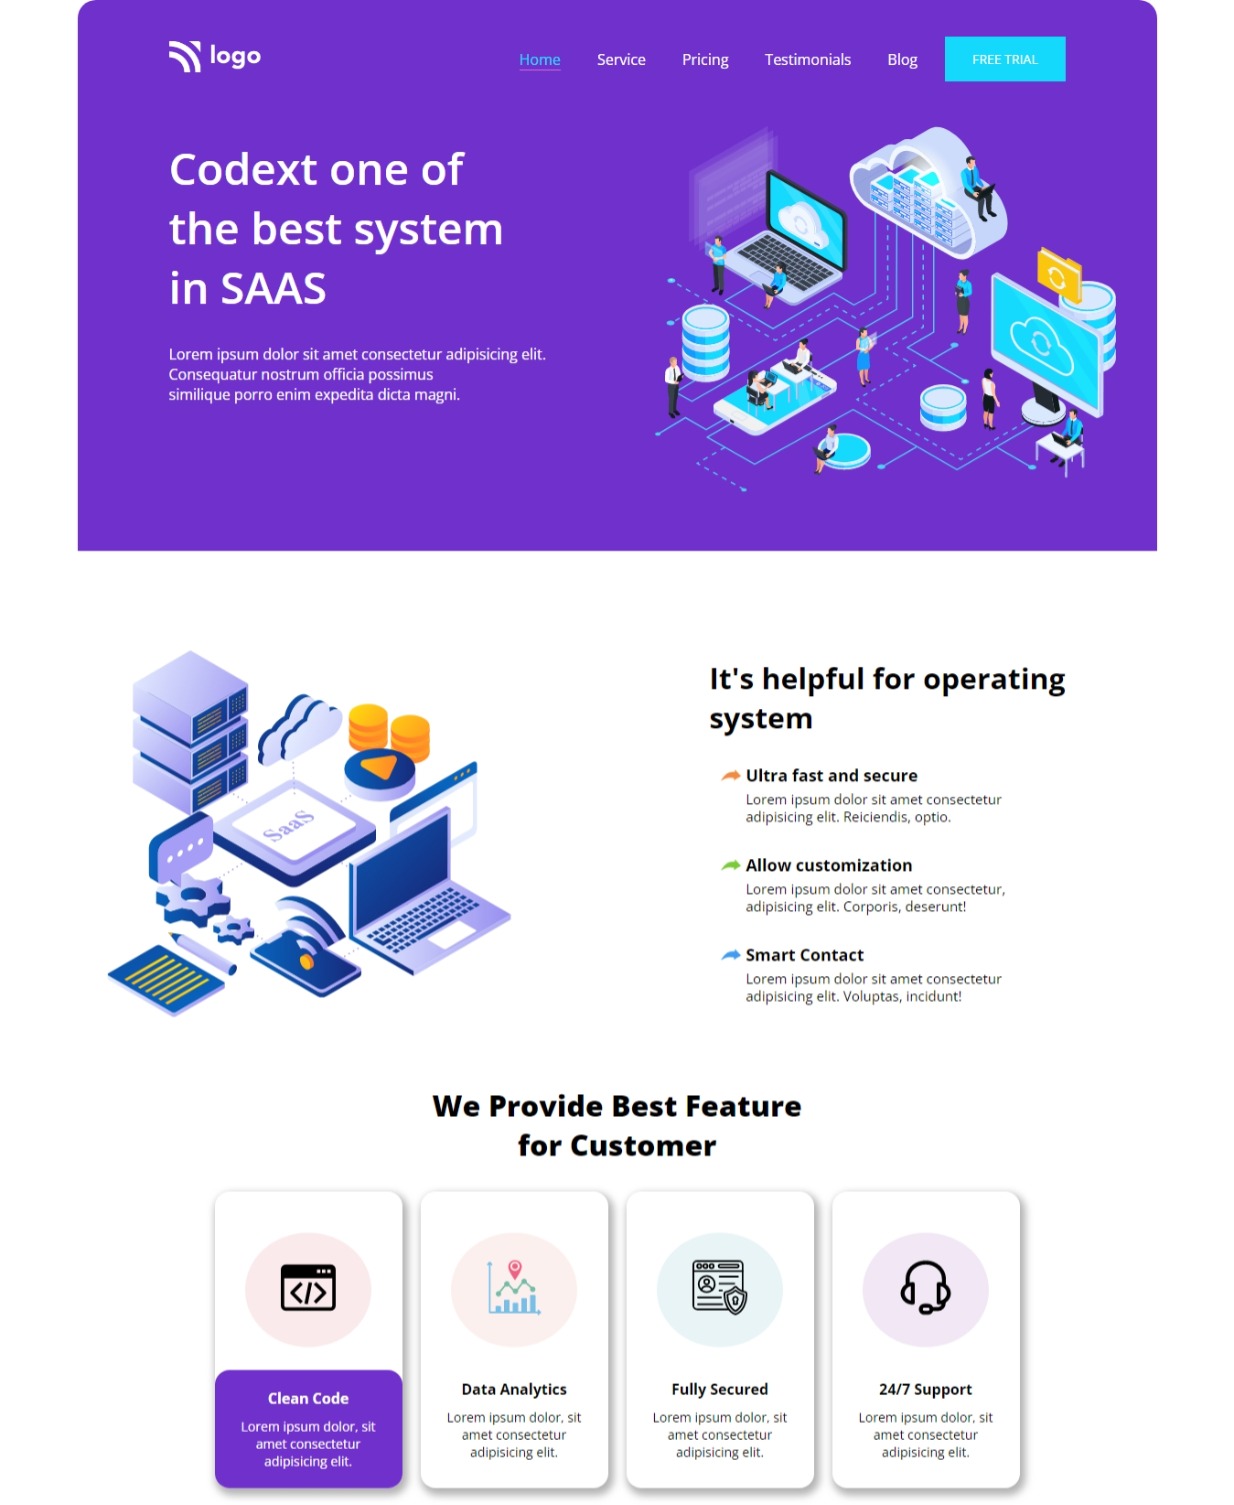 logo
Home Service Pricing Testimonials Blog FREE TRIAL
Codext one of
the best system
in SAAS
Lorem ipsum dolor sit amet consectetur adipisicing elit.
Consequatur nostrum officia possimus
similique porro enim expedita dicta magni.
SaaS
It's helpful for operating
system
Ultra fast and secure
Lorem ipsum dolor sit amet consectetur
adipisicing elit. Reiciendis, optio.
Allow customization
Lorem ipsum dolor sit amet consectetur,
adipisicing elit. Corporis, deserunt!
Smart Contact
Lorem ipsum dolor sit amet consectetur
adipisicing elit. Voluptas, incidunt!
We Provide Best Feature
for Customer
Clean Code
Lorem ipsum dolor, sit
amet consectetur
adipisicing elit.
Data Analytics
Lorem ipsum dolor, sit
amet consectetur
adipisicing elit.
Fully Secured
Lorem ipsum dolor, sit
amet consectetur
adipisicing elit.
24/7 Support
Lorem ipsum dolor, sit
amet consectetur
adipisicing elit.